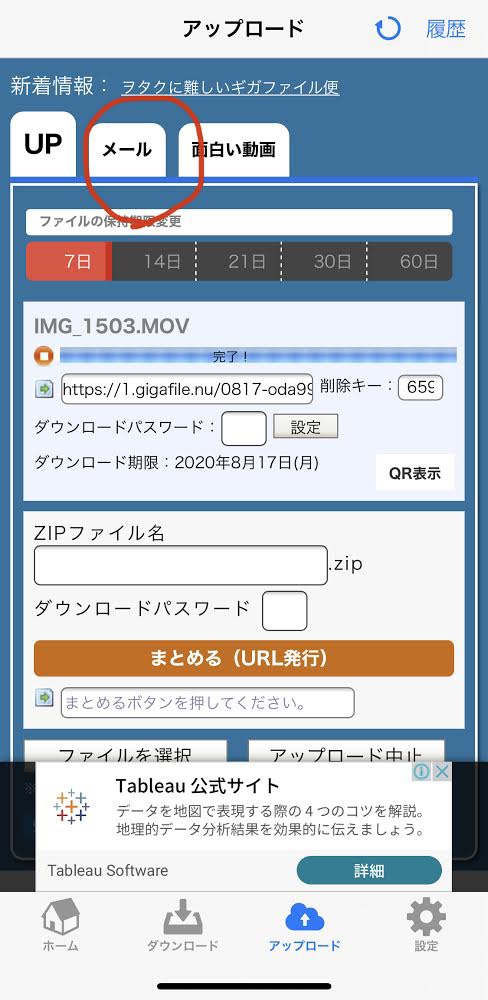 アップロード
履歴
新着情報： ヲタクに難しいギガファイル便
UP
メール
面白い動画
ファイルの保持期限変更
7日 14日 21日 30日 60日
IMG_1503.MOV
完了！
https://1.gigafile.nu/0817-oda99 削除キー： 659
ダウンロードパスワード： 設定
ダウンロード期限：2020年8月17日(月)
QR表示
ZIPファイル名
.zip
ダウンロードパスワード
まとめる（URL発行）
まとめるボタンを押してください。
ファイルを選択 アップロード中止
Tableau 公式サイト
データを地図で表現する際の４つのコツを解説。
地理的データ分析結果を効果的に伝えましょう。
Tableau Software 詳細
ホーム ダウンロード アップロード 設定